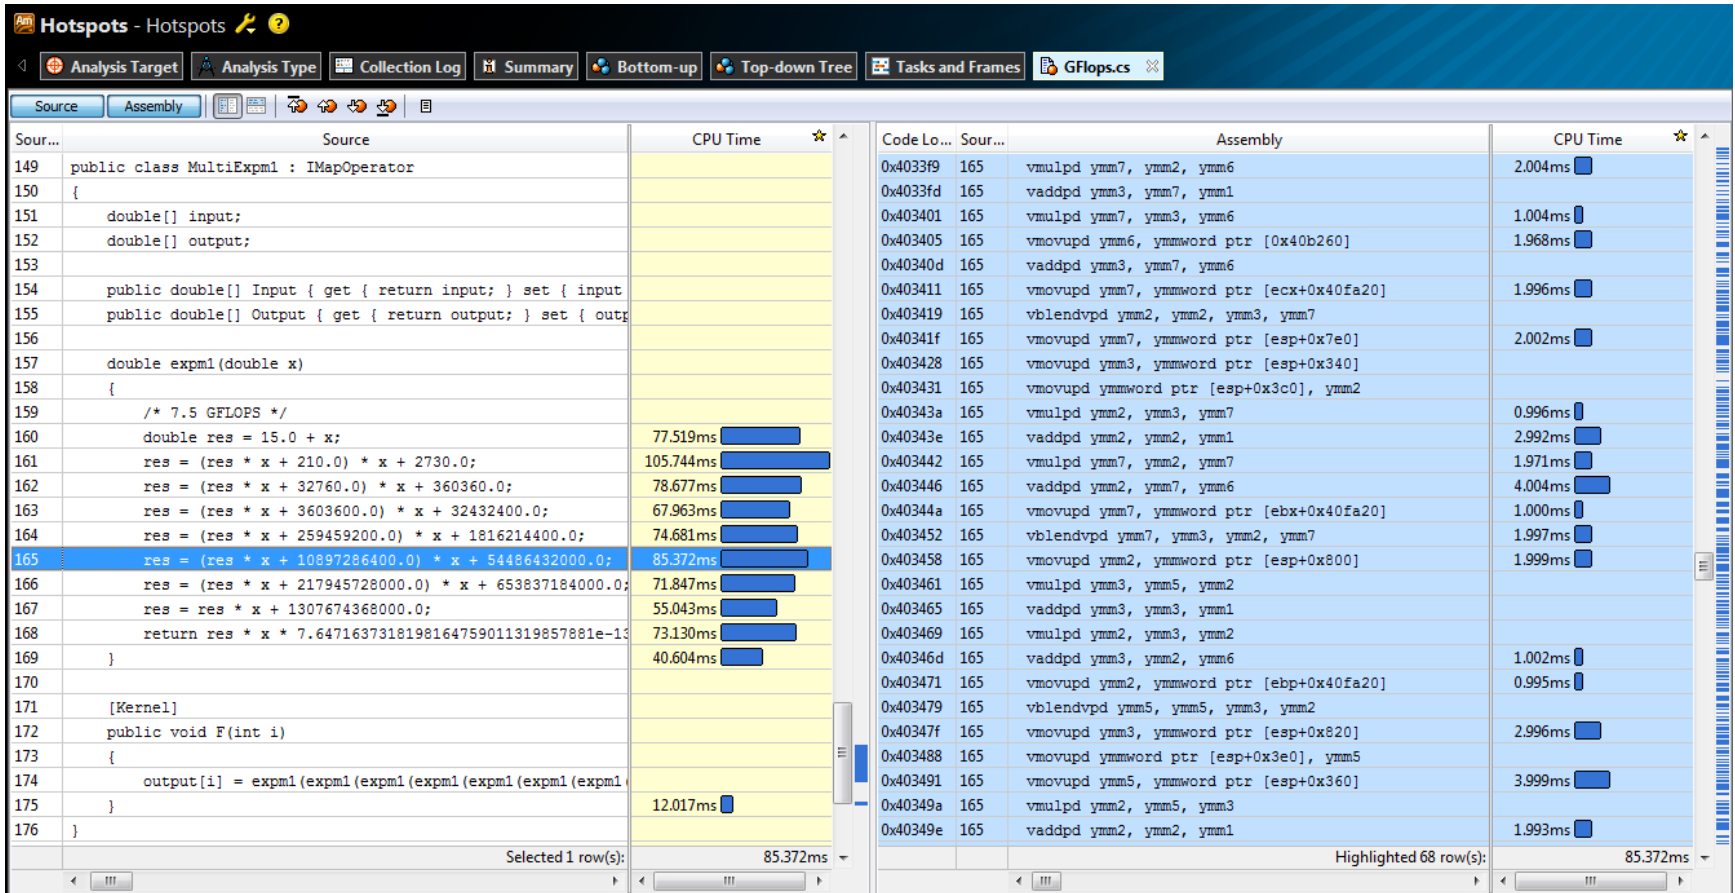 Hotspots - Hotspots
Analysis Target Analysis Type Collection Log Summary Bottom-up Top-down Tree Tasks and Frames GFlops.cs
Source Assembly
Sour... Source CPU Time
149 public class MultiExpm1 : IMapOperator
150 {
151 double[] input;
152 double[] output;
153
154 public double[] Input { get { return input; } set { input
155 public double[] Output { get { return output; } set { outp
156
157 double expm1(double x)
158 {
159 /* 7.5 GFLOPS */
160 double res = 15.0 + x; 77.519ms
161 res = (res * x + 210.0) * x + 2730.0; 105.744ms
162 res = (res * x + 32760.0) * x + 360360.0; 78.677ms
163 res = (res * x + 3603600.0) * x + 32432400.0; 67.963ms
164 res = (res * x + 259459200.0) * x + 1816214400.0; 74.681ms
165 res = (res * x + 10897286400.0) * x + 54486432000.0; 85.372ms
166 res = (res * x + 217945728000.0) * x + 653837184000.0; 71.847ms
167 res = res * x + 1307674368000.0; 55.043ms
168 return res * x * 7.6471637318198164759011319857881e-13 73.130ms
169 } 40.604ms
170
171 [Kernel]
172 public void F(int i)
173 {
174 output[i] = expm1(expm1(expm1(expm1(expm1(expm1(expm1(
175 } 12.017ms
176 }
Selected 1 row(s): 85.372ms
Code Lo... Sour... Assembly CPU Time
0x4033f9 165 vmulpd ymm7, ymm2, ymm6 2.004ms
0x4033fd 165 vaddpd ymm3, ymm7, ymm1
0x403401 165 vmulpd ymm7, ymm3, ymm6 1.004ms
0x403405 165 vmovupd ymm6, ymmword ptr [0x40b260] 1.968ms
0x40340d 165 vaddpd ymm3, ymm7, ymm6
0x403411 165 vmovupd ymm7, ymmword ptr [ecx+0x40fa20] 1.996ms
0x403419 165 vblendvpd ymm2, ymm2, ymm3, ymm7
0x40341f 165 vmovupd ymm7, ymmword ptr [esp+0x7e0] 2.002ms
0x403428 165 vmovupd ymm3, ymmword ptr [esp+0x340]
0x403431 165 vmovupd ymmword ptr [esp+0x3c0], ymm2
0x40343a 165 vmulpd ymm2, ymm3, ymm7 0.996ms
0x40343e 165 vaddpd ymm2, ymm2, ymm1 2.992ms
0x403442 165 vmulpd ymm7, ymm2, ymm7 1.971ms
0x403446 165 vaddpd ymm2, ymm7, ymm6 4.004ms
0x40344a 165 vmovupd ymm7, ymmword ptr [ebx+0x40fa20] 1.000ms
0x403452 165 vblendvpd ymm7, ymm3, ymm2, ymm7 1.997ms
0x403458 165 vmovupd ymm2, ymmword ptr [esp+0x800] 1.999ms
0x403461 165 vmulpd ymm3, ymm5, ymm2
0x403465 165 vaddpd ymm3, ymm3, ymm1
0x403469 165 vmulpd ymm2, ymm3, ymm2
0x40346d 165 vaddpd ymm3, ymm2, ymm6 1.002ms
0x403471 165 vmovupd ymm2, ymmword ptr [ebp+0x40fa20] 0.995ms
0x403479 165 vblendvpd ymm5, ymm5, ymm3, ymm2
0x40347f 165 vmovupd ymm3, ymmword ptr [esp+0x820] 2.996ms
0x403488 165 vmovupd ymmword ptr [esp+0x3e0], ymm5
0x403491 165 vmovupd ymm5, ymmword ptr [esp+0x360] 3.999ms
0x40349a 165 vmulpd ymm2, ymm5, ymm3
0x40349e 165 vaddpd ymm2, ymm2, ymm1 1.993ms
Highlighted 68 row(s): 85.372ms